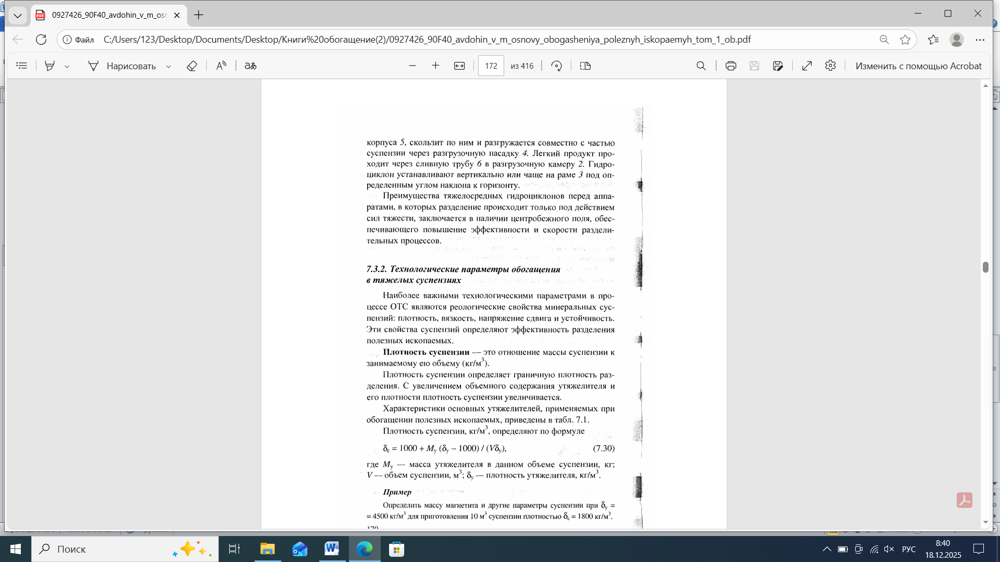 0927426_90F40_avdohin_v_m_osn
Файл C:/Users/123/Desktop/Documents/Desktop/Книги%20обогащение(2)/0927426_90F40_avdohin_v_m_osnovy_obogasheniya_poleznyh_iskopaemyh_tom_1_ob.pdf
Нарисовать
аあ
172 из 416
Изменить с помощью Acrobat
корпуса 5, скользит по ним и разгружается совместно с частью
суспензии через разгрузочную насадку 4. Легкий продукт про-
ходит через сливную трубу 6 в разгрузочную камеру 2. Гидро-
циклон устанавливают вертикально или чаще на раме 3 под оп-
ределенным углом наклона к горизонту.
Преимущества тяжелосредных гидроциклонов перед аппа-
ратами, в которых разделение происходит только под действием
сил тяжести, заключается в наличии центробежного поля, обес-
печивающего повышение эффективности и скорости раздели-
тельных процессов.
7.3.2. Технологические параметры обогащения
в тяжелых суспензиях
Наиболее важными технологическими параметрами в про-
цессе ОТС являются реологические свойства минеральных сус-
пензий: плотность, вязкость, напряжение сдвига и устойчивость.
Эти свойства суспензий определяют эффективность разделения
полезных ископаемых.
Плотность суспензии — это отношение массы суспензии к
занимаемому ею объему (кг/м³).
Плотность суспензии определяет граничную плотность раз-
деления. С увеличением объемного содержания утяжелителя и
его плотности плотность суспензии увеличивается.
Характеристики основных утяжелителей, применяемых при
обогащении полезных ископаемых, приведены в табл. 7.1.
Плотность суспензии, кг/м³, определяют по формуле
δс = 1000 + Mу (δу − 1000) / (Vδу), (7.30)
где Mу — масса утяжелителя в данном объеме суспензии, кг;
V — объем суспензии, м³; δу — плотность утяжелителя, кг/м³.
Пример
Определить массу магнетита и другие параметры суспензии при δу =
= 4500 кг/м³ для приготовления 10 м³ суспензии плотностью δс = 1800 кг/м³.
170
Поиск
РУС
8:40
18.12.2025